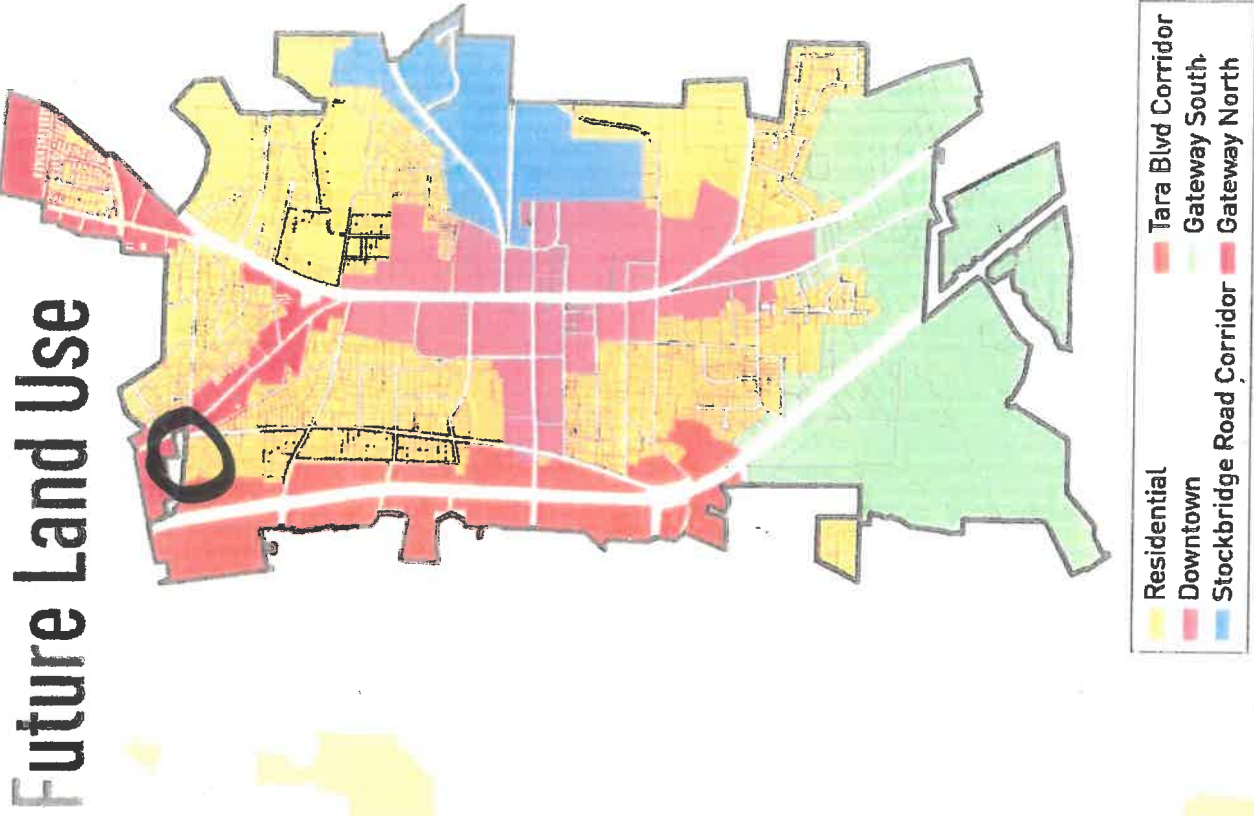 Future Land Use
Residential
Downtown
Stockbridge Road Corridor
Tara Blvd Corridor
Gateway South
Gateway North